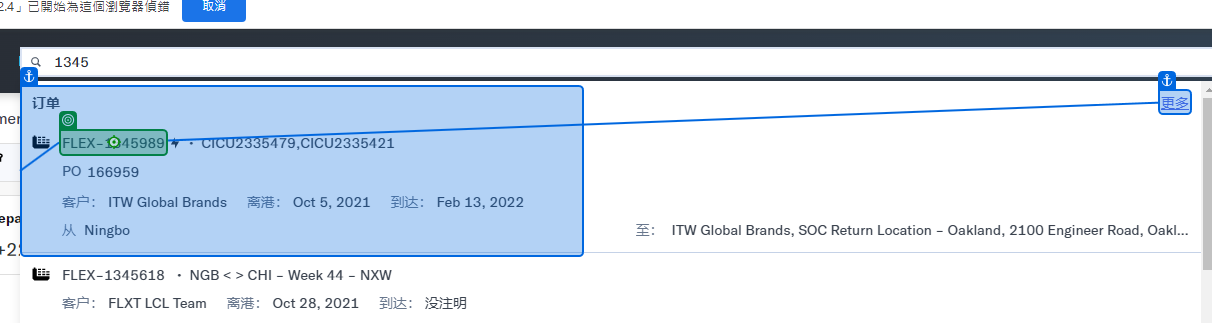 2.4」已開始為這個瀏覽器偵錯 取消
1345
订单 更多
FLEX-1345989 · CICU2335479,CICU2335421
PO 166959
客户： ITW Global Brands 离港： Oct 5, 2021 到达： Feb 13, 2022
从 Ningbo 至： ITW Global Brands, SOC Return Location - Oakland, 2100 Engineer Road, Oakl...
FLEX-1345618 · NGB < > CHI - Week 44 - NXW
客户： FLXT LCL Team 离港： Oct 28, 2021 到达： 没注明